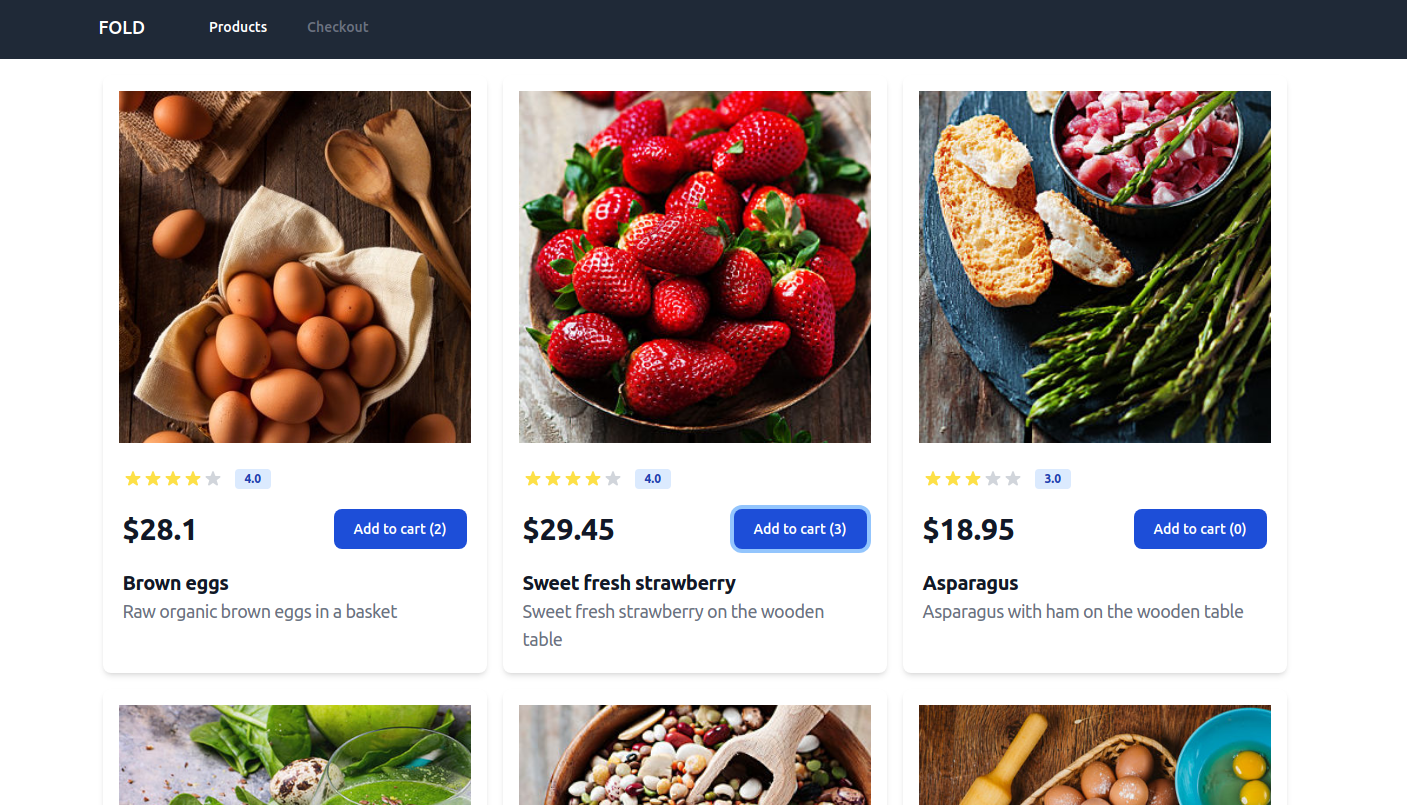 FOLD Products Checkout
4.0
$28.1 Add to cart (2)
Brown eggs
Raw organic brown eggs in a basket
4.0
$29.45 Add to cart (3)
Sweet fresh strawberry
Sweet fresh strawberry on the wooden
table
3.0
$18.95 Add to cart (0)
Asparagus
Asparagus with ham on the wooden table